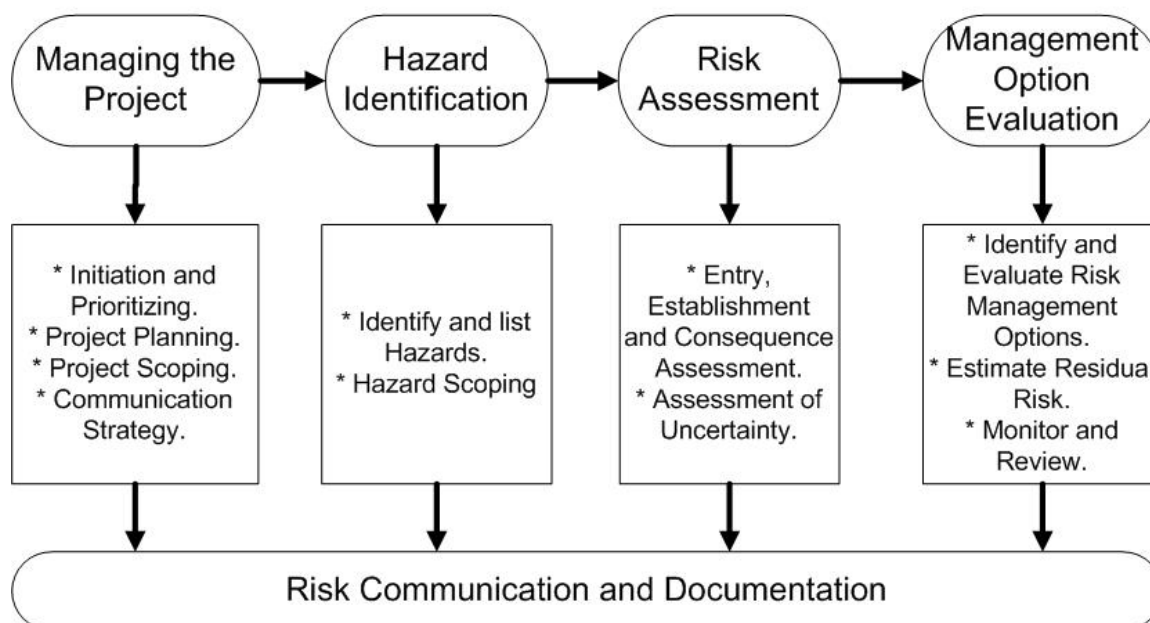 Managing the
Project
Hazard
Identification
Risk
Assessment
Management
Option
Evaluation
* Initiation and
Prioritizing.
* Project Planning.
* Project Scoping.
* Communication
Strategy.
* Identify and list
Hazards.
* Hazard Scoping
* Entry,
Establishment
and Consequence
Assessment.
* Assessment of
Uncertainty.
* Identify and
Evaluate Risk
Management
Options.
* Estimate Residual
Risk.
* Monitor and
Review.
Risk Communication and Documentation